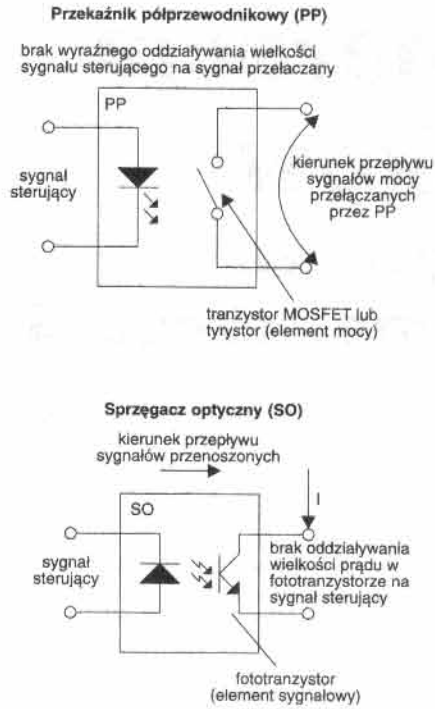 Przekaźnik półprzewodnikowy (PP)
brak wyraźnego oddziaływania wielkości
sygnału sterującego na sygnał przełaczany
PP
sygnał
sterujący
kierunek przepływu
sygnałów mocy
przełączanych
przez PP
tranzystor MOSFET lub
tyrystor (element mocy)
Sprzęgacz optyczny (SO)
kierunek przepływu
sygnałów przenoszonych
SO
I
sygnał
sterujący
brak oddziaływania
wielkości prądu w
fototranzystorze na
sygnał sterujący
fototranzystor
(element sygnałowy)